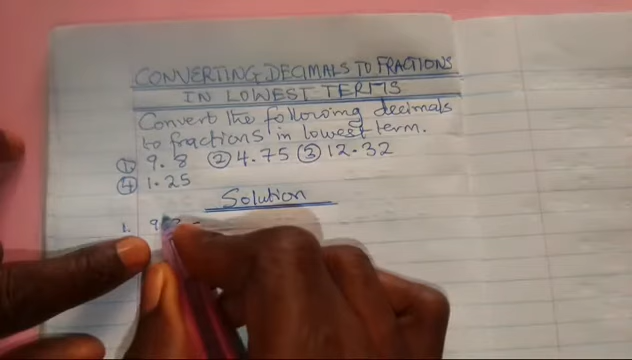 CONVERTING DECIMALS TO FRACTIONS
IN LOWEST TERMS
Convert the following decimals
to fractions in lowest term.
① 9.8 ② 4.75 ③ 12.32
④ 1.25
Solution
1. 9